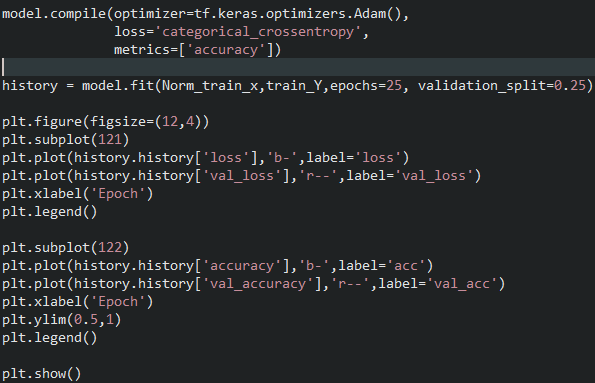 model.compile(optimizer=tf.keras.optimizers.Adam(),
              loss='categorical_crossentropy',
              metrics=['accuracy'])

history = model.fit(Norm_train_x,train_Y,epochs=25, validation_split=0.25)

plt.figure(figsize=(12,4))
plt.subplot(121)
plt.plot(history.history['loss'],'b-',label='loss')
plt.plot(history.history['val_loss'],'r--',label='val_loss')
plt.xlabel('Epoch')
plt.legend()

plt.subplot(122)
plt.plot(history.history['accuracy'],'b-',label='acc')
plt.plot(history.history['val_accuracy'],'r--',label='val_acc')
plt.xlabel('Epoch')
plt.ylim(0.5,1)
plt.legend()

plt.show()